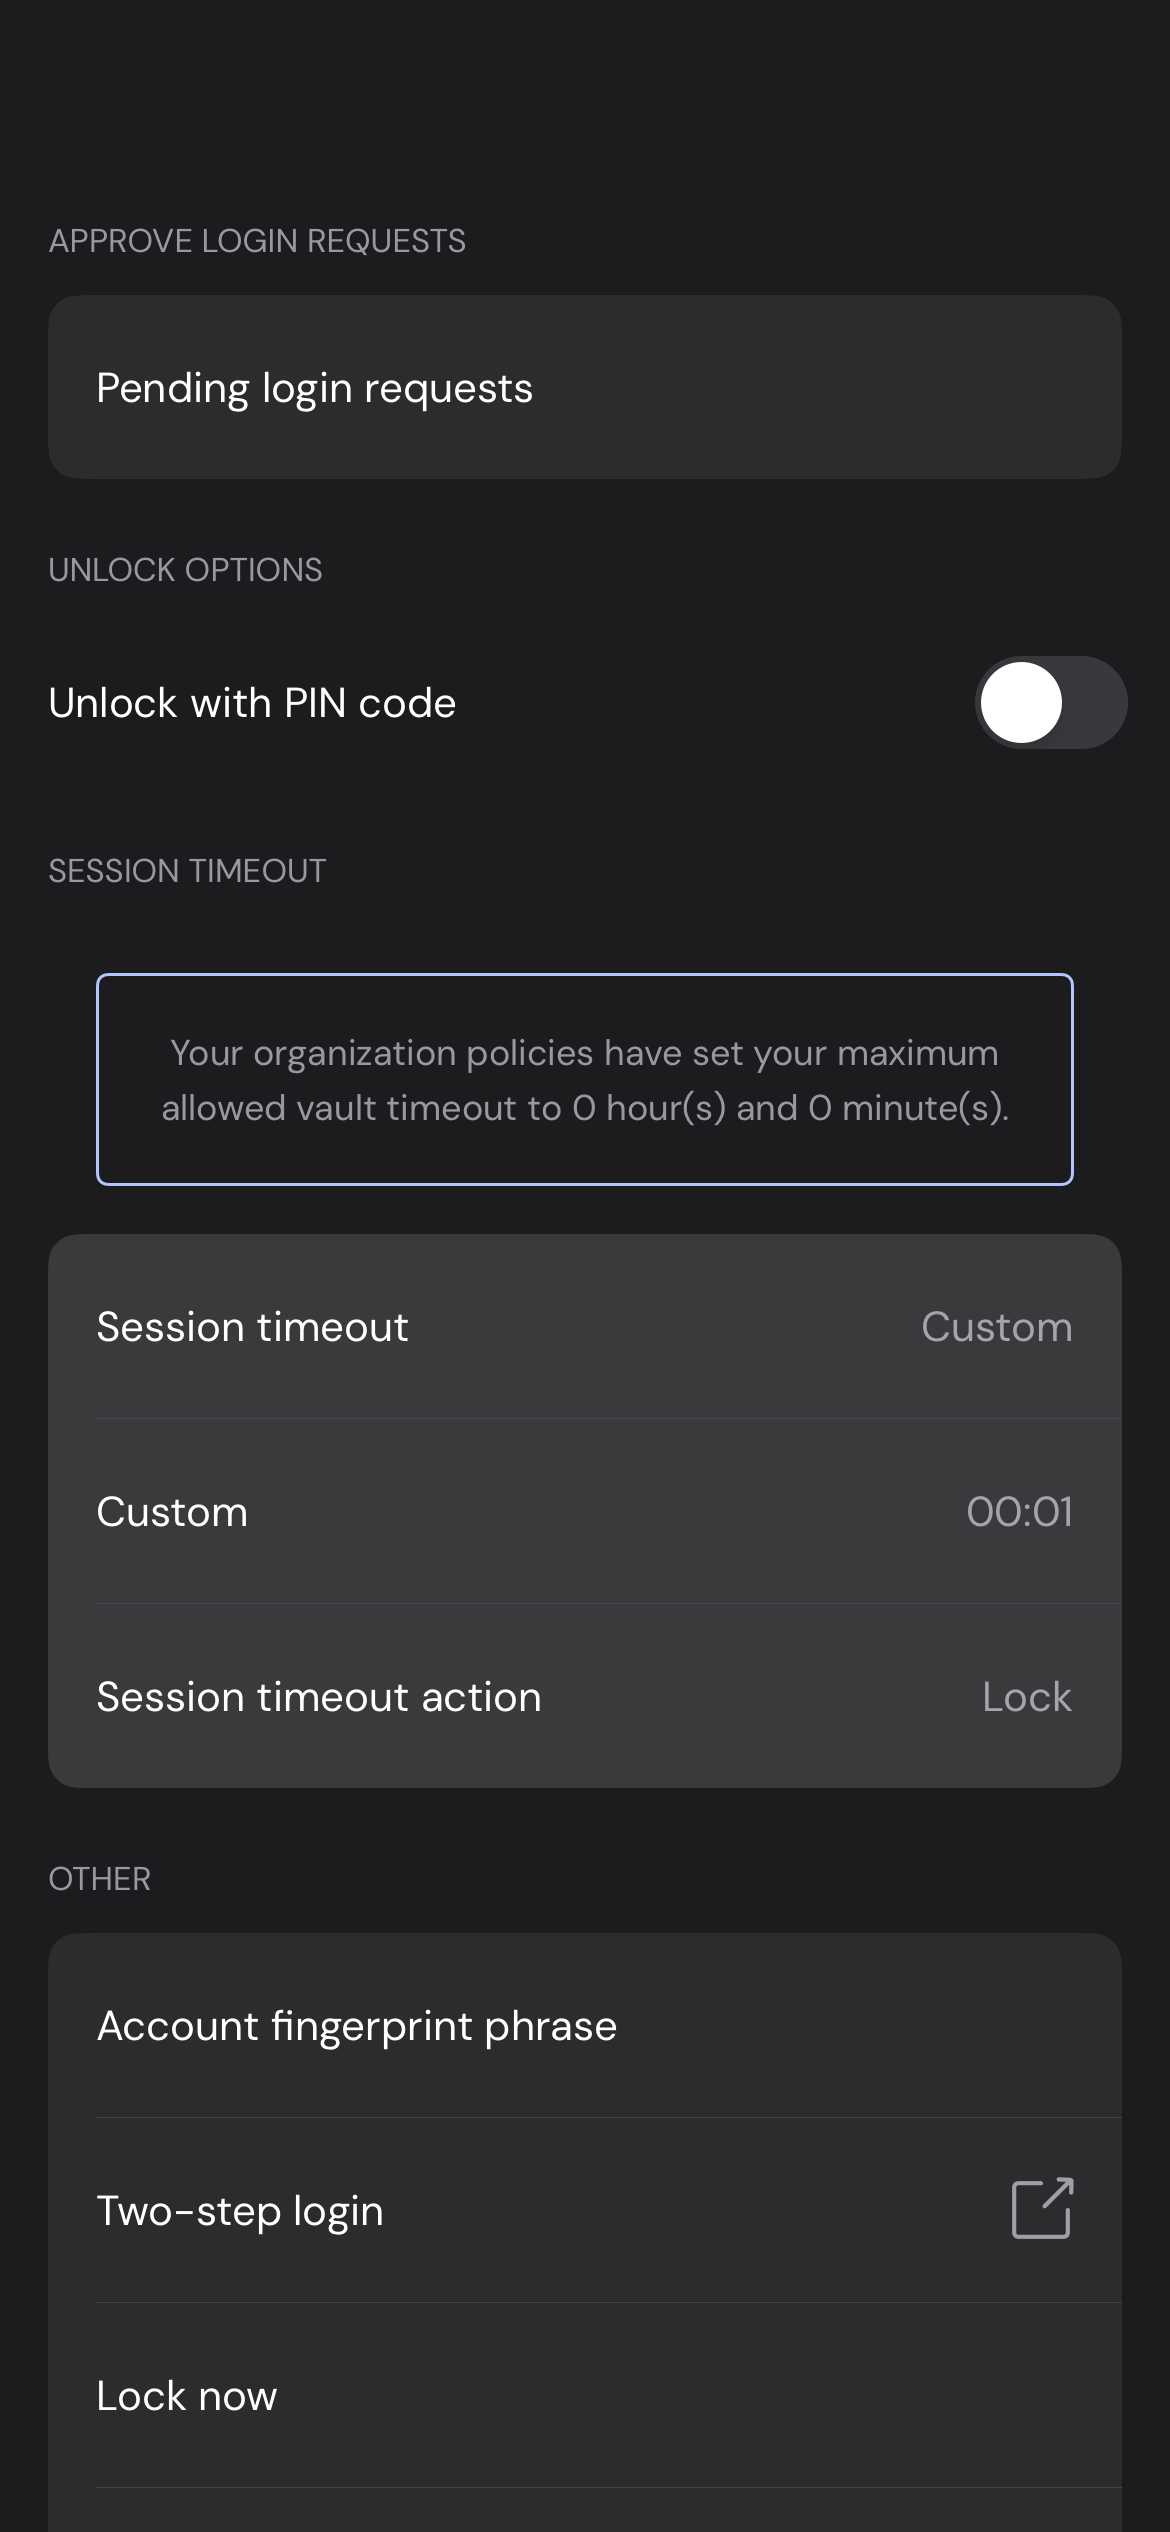 APPROVE LOGIN REQUESTS
Pending login requests
UNLOCK OPTIONS
Unlock with PIN code
SESSION TIMEOUT
Your organization policies have set your maximum
allowed vault timeout to 0 hour(s) and 0 minute(s).
Session timeout Custom
Custom 00:01
Session timeout action Lock
OTHER
Account fingerprint phrase
Two-step login
Lock now